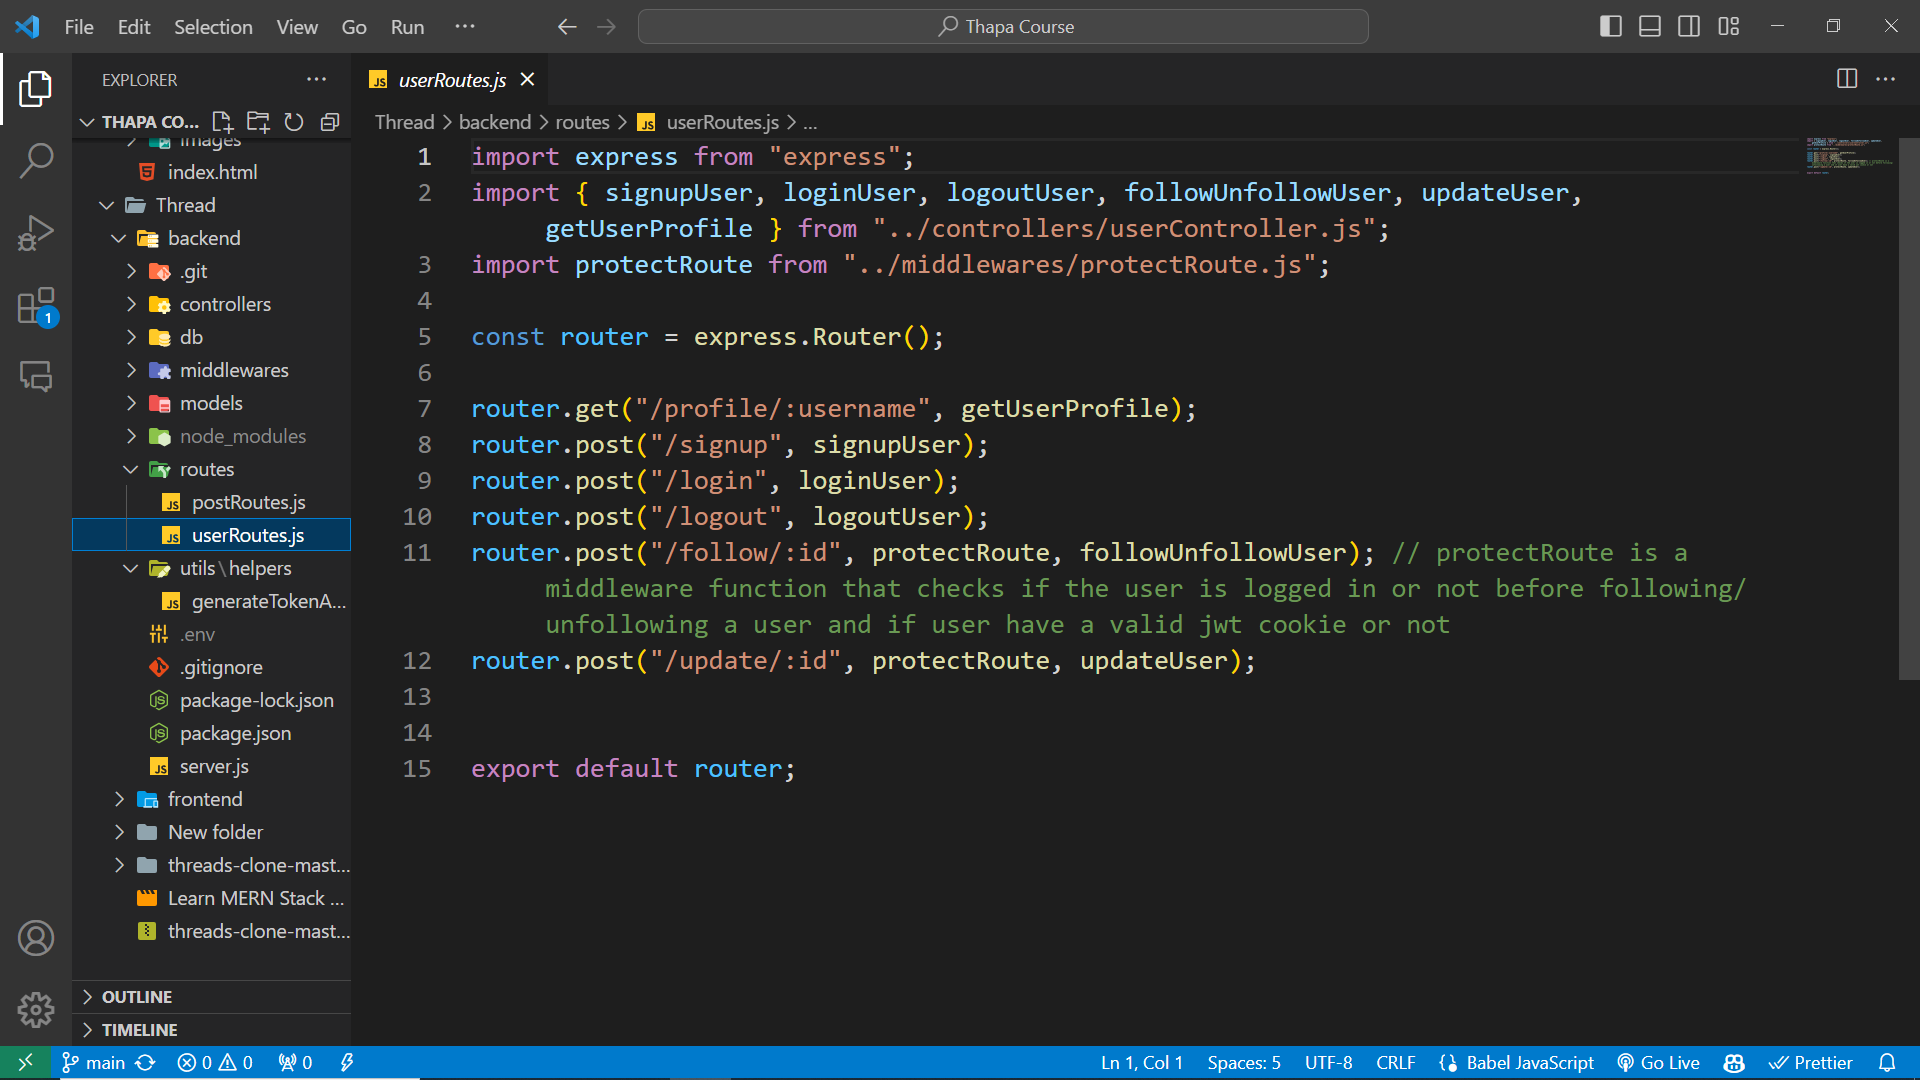 File Edit Selection View Go Run ...
Thapa Course
EXPLORER
THAPA CO...
images
index.html
Thread
backend
.git
controllers
db
middlewares
models
node_modules
routes
postRoutes.js
userRoutes.js
utils\helpers
generateTokenA...
.env
.gitignore
package-lock.json
package.json
server.js
frontend
New folder
threads-clone-mast...
Learn MERN Stack ...
threads-clone-mast...
OUTLINE
TIMELINE
1
JS userRoutes.js
Thread > backend > routes > JS userRoutes.js > ...
1 import express from "express";
2 import { signupUser, loginUser, logoutUser, followUnfollowUser, updateUser,
getUserProfile } from "../controllers/userController.js";
3 import protectRoute from "../middlewares/protectRoute.js";
4
5 const router = express.Router();
6
7 router.get("/profile/:username", getUserProfile);
8 router.post("/signup", signupUser);
9 router.post("/login", loginUser);
10 router.post("/logout", logoutUser);
11 router.post("/follow/:id", protectRoute, followUnfollowUser); // protectRoute is a
middleware function that checks if the user is logged in or not before following/
unfollowing a user and if user have a valid jwt cookie or not
12 router.post("/update/:id", protectRoute, updateUser);
13
14
15 export default router;
main 0 0 0 Ln 1, Col 1 Spaces: 5 UTF-8 CRLF {} Babel JavaScript Go Live Prettier